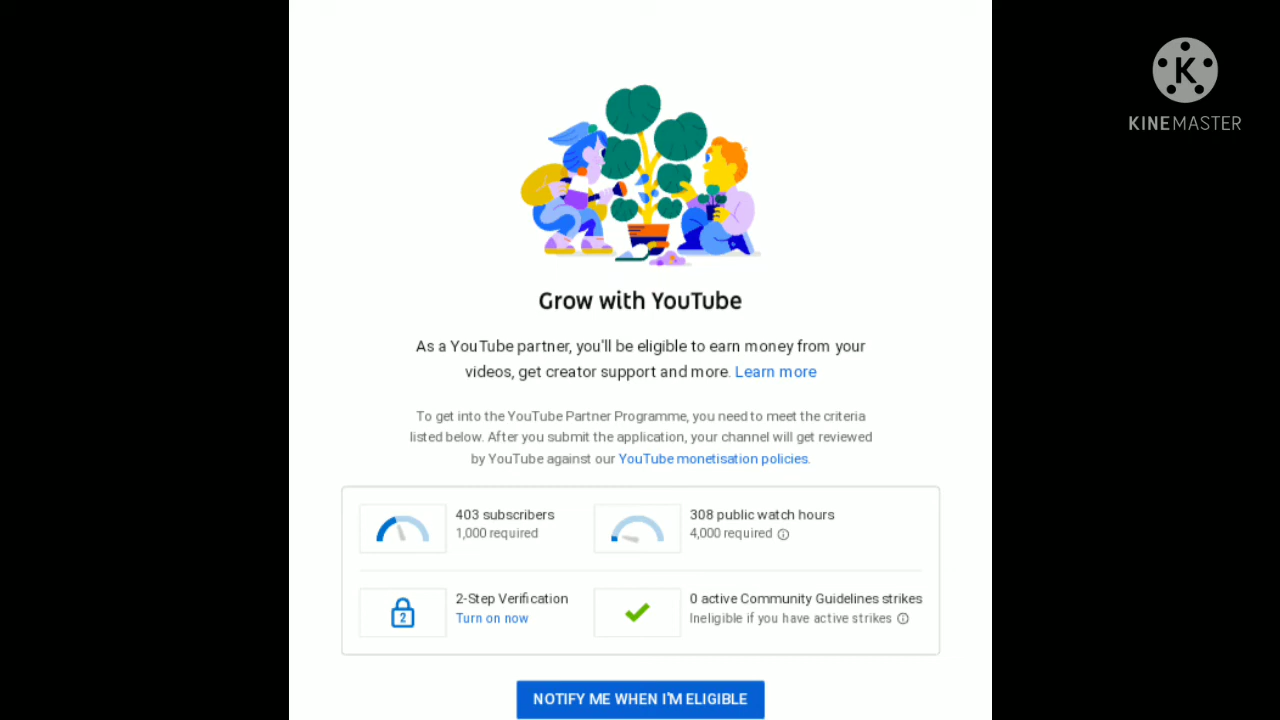 K
KINEMASTER
Grow with YouTube
As a YouTube partner, you'll be eligible to earn money from your
videos, get creator support and more. Learn more
To get into the YouTube Partner Programme, you need to meet the criteria
listed below. After you submit the application, your channel will get reviewed
by YouTube against our YouTube monetisation policies.
403 subscribers
1,000 required
308 public watch hours
4,000 required
2
2-Step Verification
Turn on now
0 active Community Guidelines strikes
Ineligible if you have active strikes
NOTIFY ME WHEN I'M ELIGIBLE